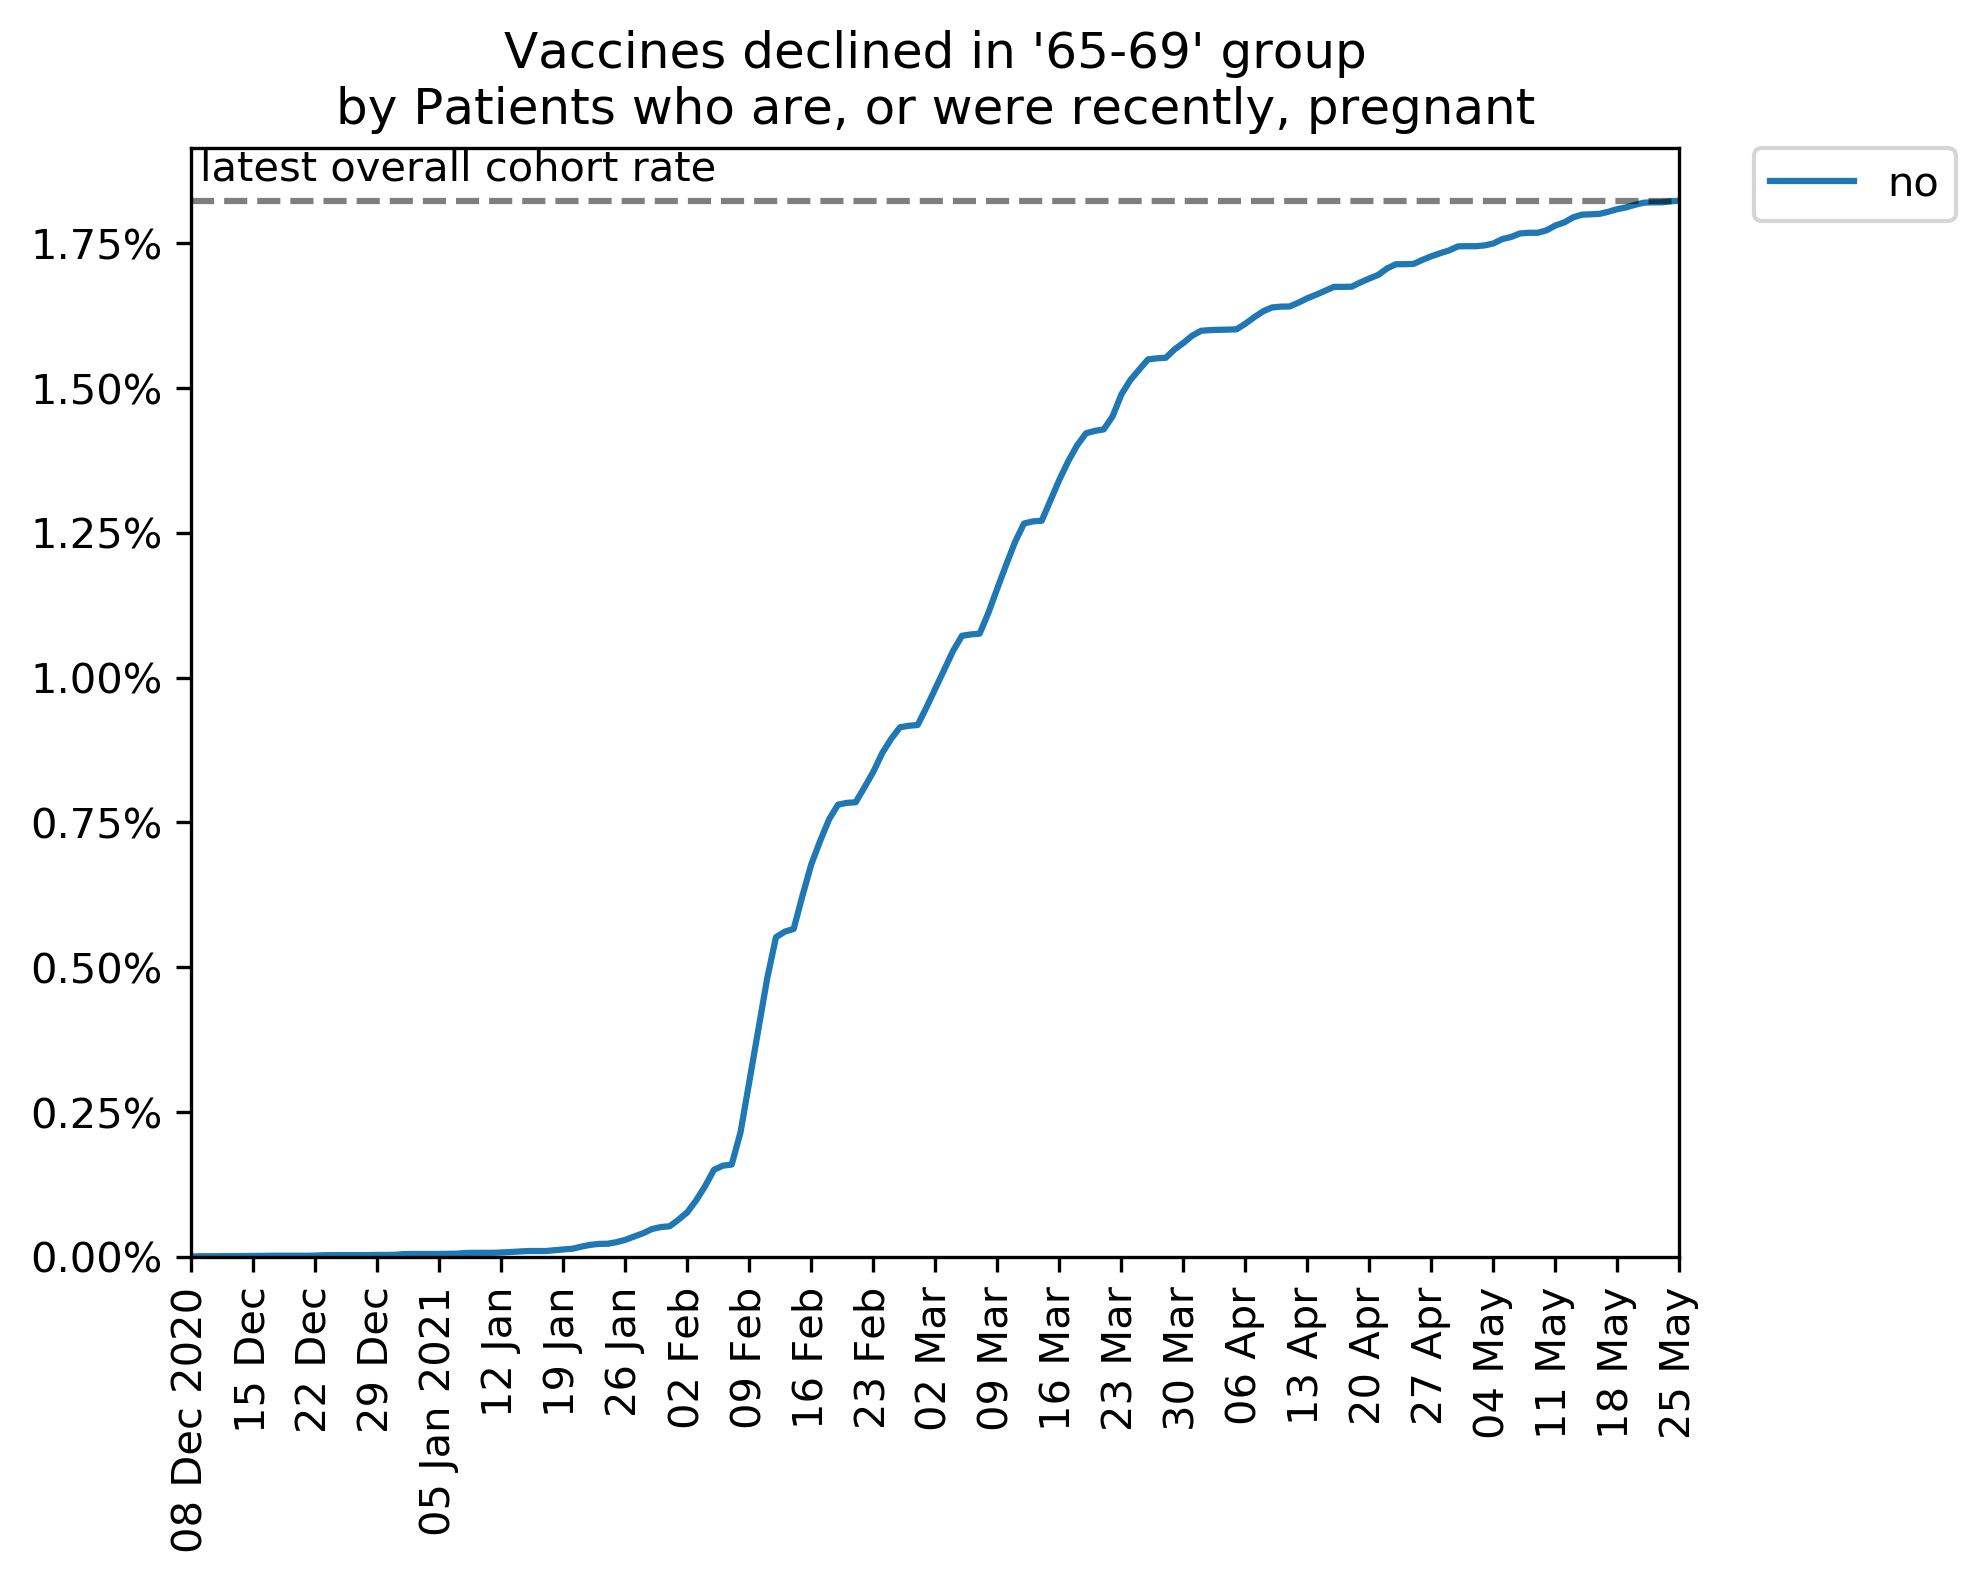 Vaccines declined in '65-69' group
by Patients who are, or were recently, pregnant
latest overall cohort rate
no
1.75%
1.50%
1.25%
1.00%
0.75%
0.50%
0.25%
0.00%
08 Dec 2020
15 Dec
22 Dec
29 Dec
05 Jan 2021
12 Jan
19 Jan
26 Jan
02 Feb
09 Feb
16 Feb
23 Feb
02 Mar
09 Mar
16 Mar
23 Mar
30 Mar
06 Apr
13 Apr
20 Apr
27 Apr
04 May
11 May
18 May
25 May